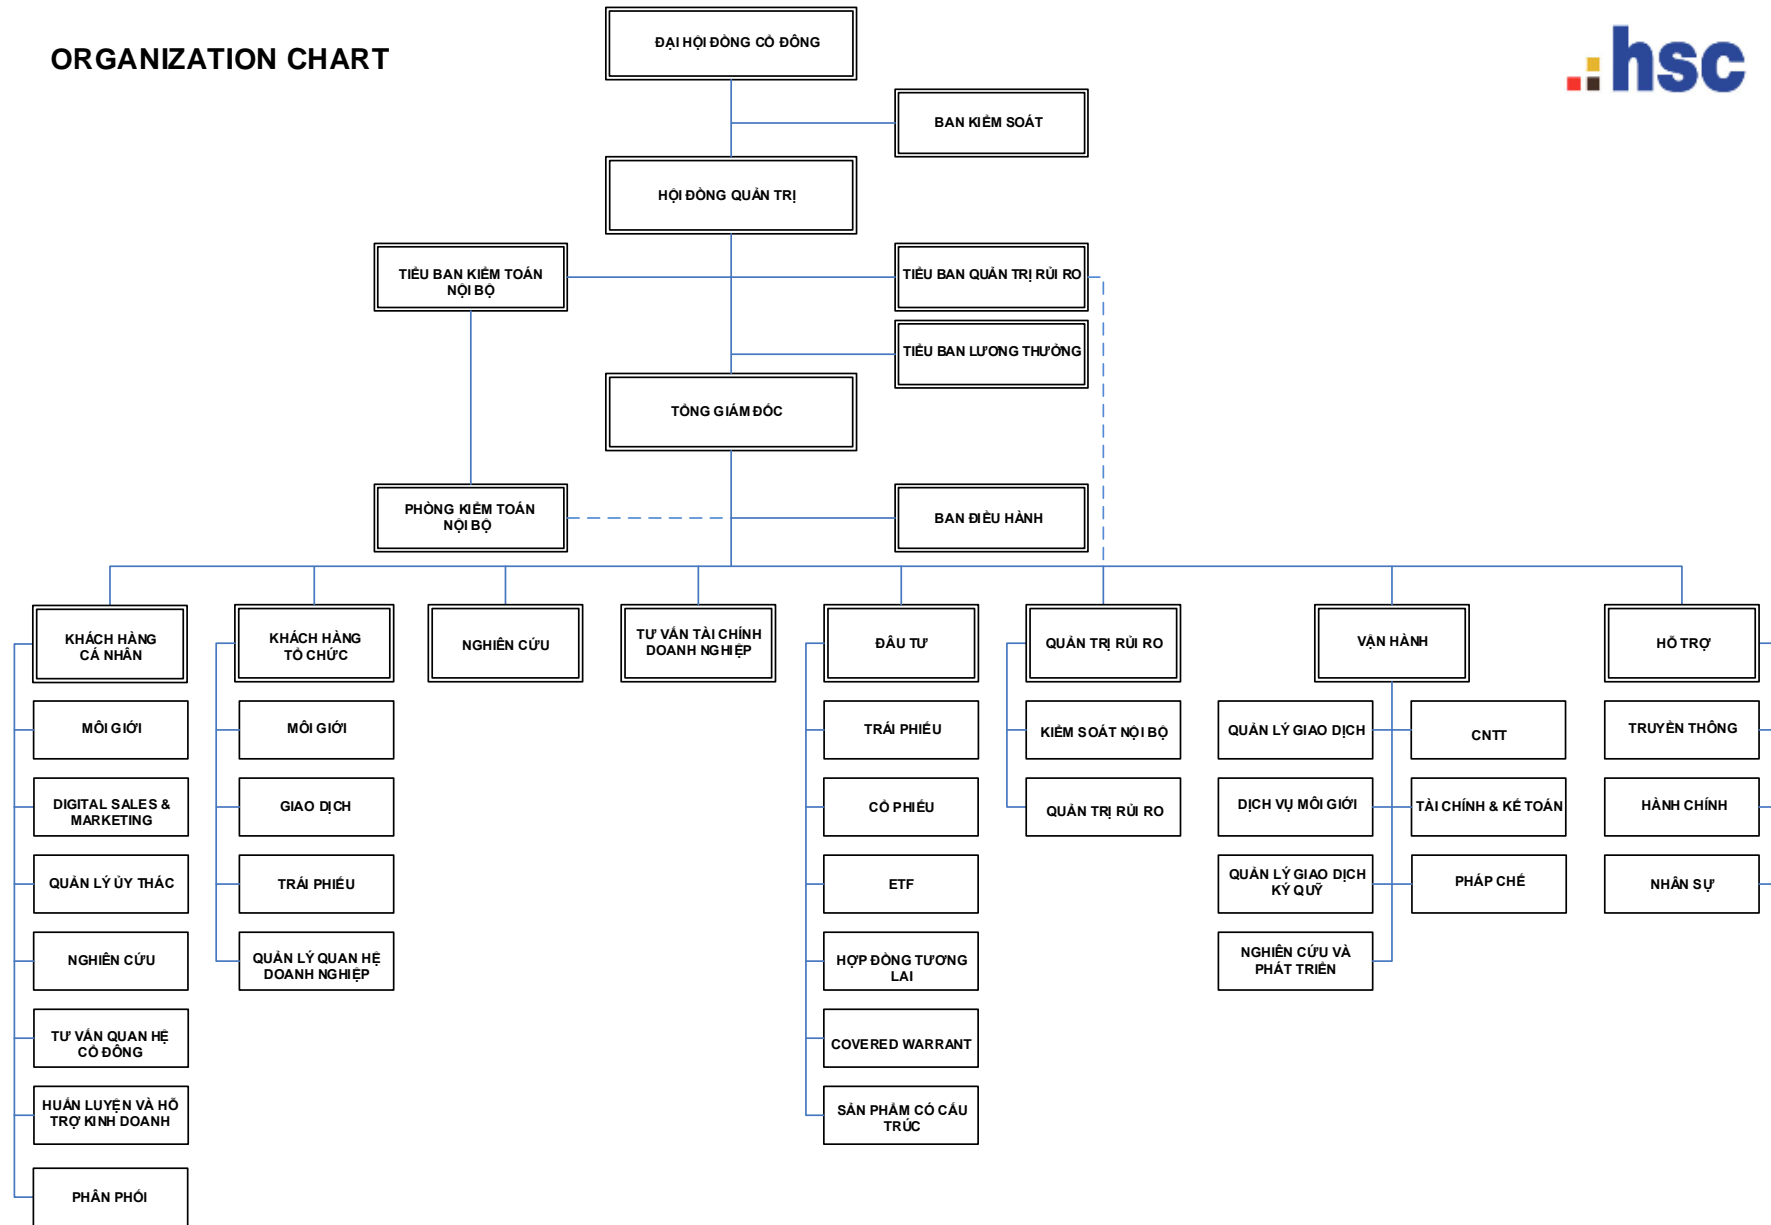 ORGANIZATION CHART
hsc
ĐẠI HỘI ĐỒNG CỔ ĐÔNG
BAN KIỂM SOÁT
HỘI ĐỒNG QUẢN TRỊ
TIỂU BAN KIỂM TOÁN
NỘI BỘ
TIỂU BAN QUẢN TRỊ RỦI RO
TIỂU BAN LƯƠNG THƯỞNG
TỔNG GIÁM ĐỐC
PHÒNG KIỂM TOÁN
NỘI BỘ
BAN ĐIỀU HÀNH
KHÁCH HÀNG
CÁ NHÂN
KHÁCH HÀNG
TỔ CHỨC
NGHIÊN CỨU
TƯ VẤN TÀI CHÍNH
DOANH NGHIỆP
ĐẦU TƯ
QUẢN TRỊ RỦI RO
VẬN HÀNH
HỖ TRỢ
MÔI GIỚI
DIGITAL SALES &
MARKETING
QUẢN LÝ ỦY THÁC
NGHIÊN CỨU
TƯ VẤN QUAN HỆ
CỔ ĐÔNG
HUẤN LUYỆN VÀ HỖ
TRỢ KINH DOANH
PHÂN PHỐI
MÔI GIỚI
GIAO DỊCH
TRÁI PHIẾU
QUẢN LÝ QUAN HỆ
DOANH NGHIỆP
TRÁI PHIẾU
CỔ PHIẾU
ETF
HỢP ĐỒNG TƯƠNG
LAI
COVERED WARRANT
SẢN PHẨM CÓ CẤU
TRÚC
KIỂM SOÁT NỘI BỘ
QUẢN TRỊ RỦI RO
QUẢN LÝ GIAO DỊCH
DỊCH VỤ MÔI GIỚI
QUẢN LÝ GIAO DỊCH
KÝ QUỸ
NGHIÊN CỨU VÀ
PHÁT TRIỂN
CNTT
TÀI CHÍNH & KẾ TOÁN
PHÁP CHẾ
TRUYỀN THÔNG
HÀNH CHÍNH
NHÂN SỰ